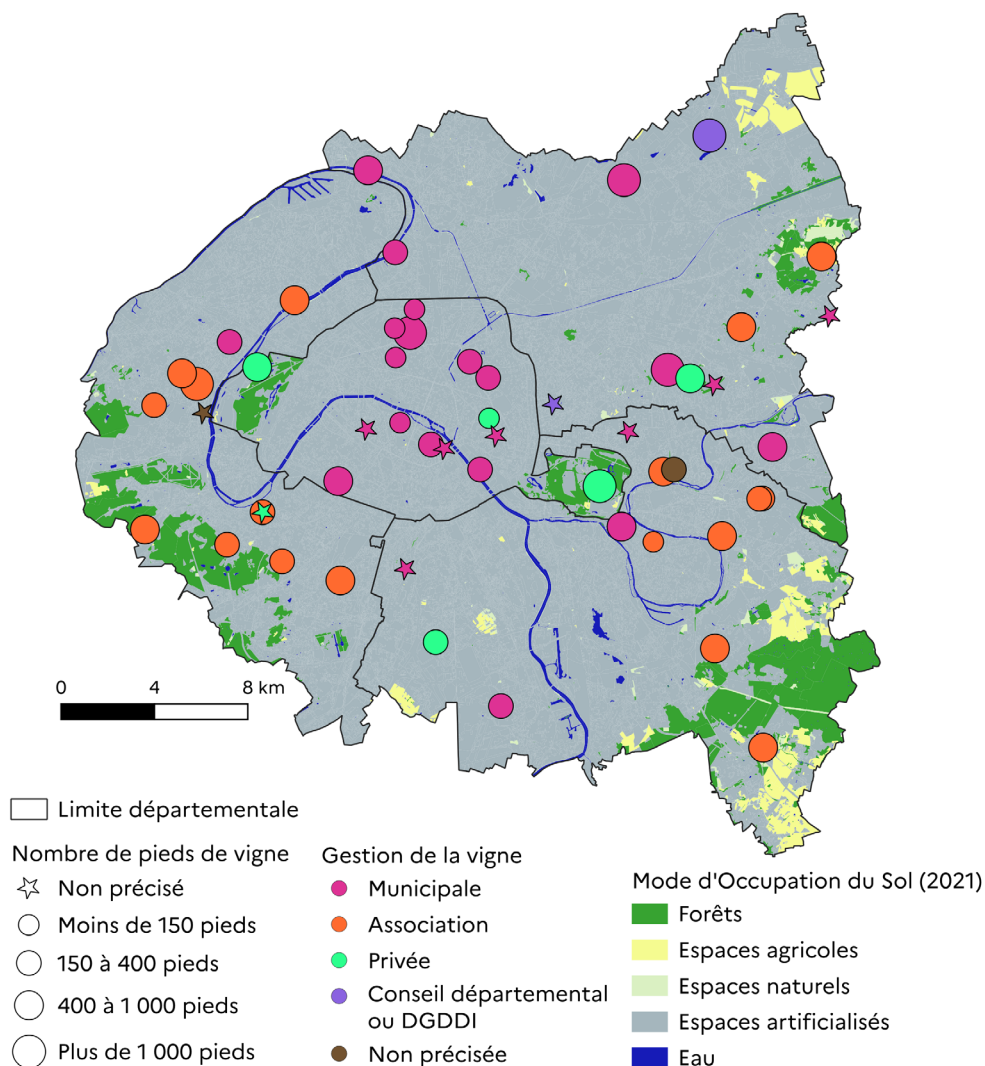 0 4 8 km
Limite départementale
Nombre de pieds de vigne
Non précisé
Moins de 150 pieds
150 à 400 pieds
400 à 1 000 pieds
Plus de 1 000 pieds
Gestion de la vigne
Municipale
Association
Privée
Conseil départemental
ou DGDDI
Non précisée
Mode d'Occupation du Sol (2021)
Forêts
Espaces agricoles
Espaces naturels
Espaces artificialisés
Eau